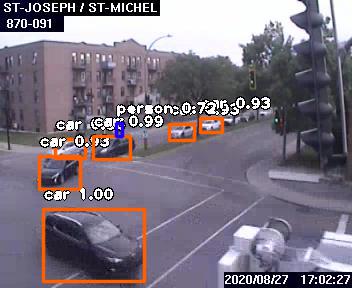 ST-JOSEPH / ST-MICHEL
870-091
person: 0.72
car 0.93
car 0.99
car 0.93
car 1.00
2020/08/27 17:02:27